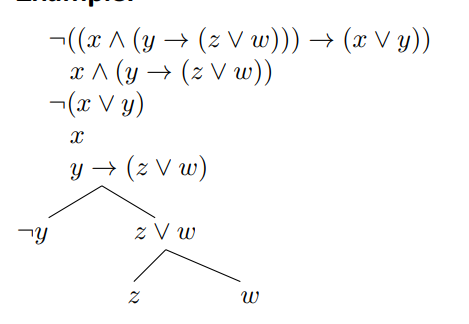 Example:
¬((x ∧ (y → (z ∨ w))) → (x ∨ y))
x ∧ (y → (z ∨ w))
¬(x ∨ y)
x
y → (z ∨ w)
¬y z ∨ w
z w